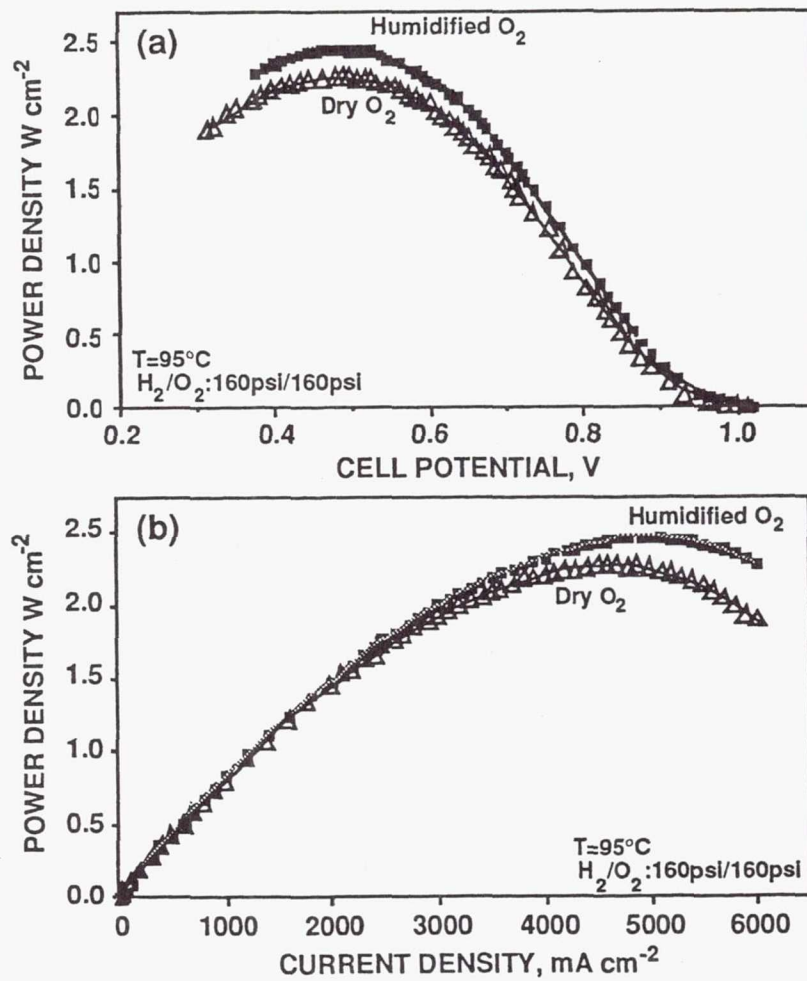 (a)
Humidified O₂
Dry O₂
POWER DENSITY W cm⁻²
2.5
2.0
1.5
1.0
0.5
0.0
T=95°C
H₂/O₂:160psi/160psi
0.2 0.4 0.6 0.8 1.0
CELL POTENTIAL, V
(b)
Humidified O₂
Dry O₂
POWER DENSITY W cm⁻²
2.5
2.0
1.5
1.0
0.5
0.0
T=95°C
H₂/O₂:160psi/160psi
0 1000 2000 3000 4000 5000 6000
CURRENT DENSITY, mA cm⁻²